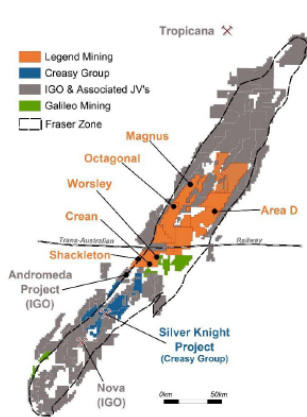 Tropicana
Legend Mining
Creasy Group
IGO & Associated JV's
Galileo Mining
Fraser Zone
Magnus
Octagonal
Worsley
Area D
Crean
Trans-Australian
Railway
Shackleton
Andromeda
Project
(IGO)
Silver Knight
Project
(Creasy Group)
Nova
(IGO)
0km
50km